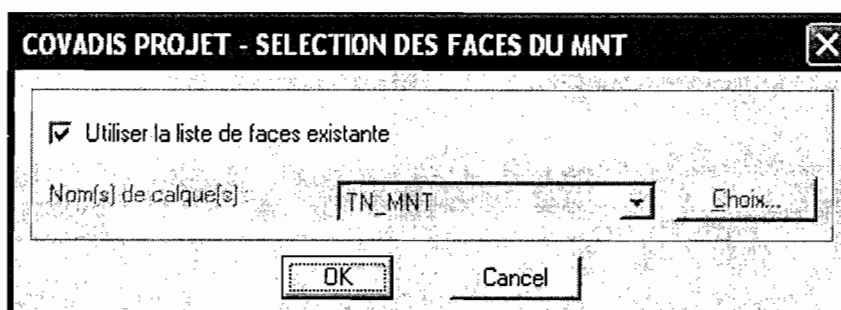 COVADIS PROJET - SELECTION DES FACES DU MNT
Utiliser la liste de faces existante
Nom(s) de calque(s) : TN_MNT Choix...
OK Cancel